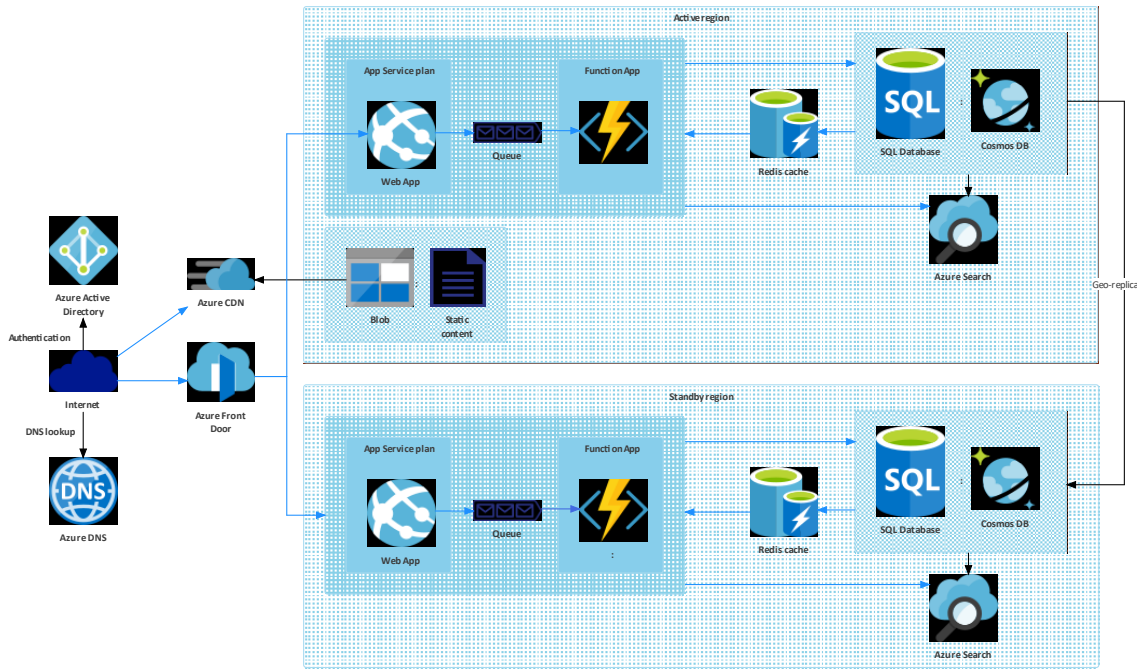 Active region
App Service plan
Function App
SQL
Queue
Web App
SQL Database
Cosmos DB
Redis cache
Azure Search
Geo-replica
Azure Active
Directory
Azure CDN
Blob
Static
content
Authentication
Internet
Azure Front
Door
DNS lookup
DNS
Azure DNS
Standby region
App Service plan
Function App
SQL
Queue
Web App
:
SQL Database
Cosmos DB
Redis cache
Azure Search